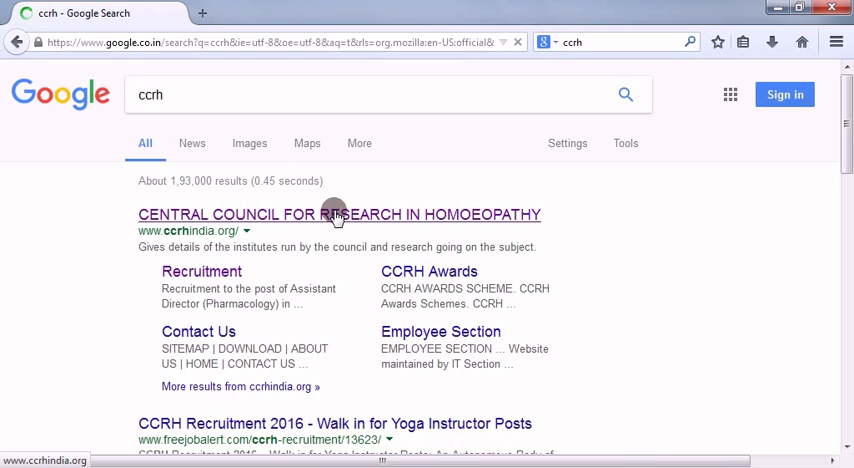 ccrh - Google Search
https://www.google.co.in/search?q=ccrh&ie=utf-8&oe=utf-8&aq=t&rls=org.mozilla:en-US:official&
ccrh
Google
ccrh
Sign in
All News Images Maps More Settings Tools
About 1,93,000 results (0.45 seconds)
CENTRAL COUNCIL FOR RESEARCH IN HOMOEOPATHY
www.ccrhindia.org/
Gives details of the institutes run by the council and research going on the subject.
Recruitment
Recruitment to the post of Assistant
Director (Pharmacology) in ...
CCRH Awards
CCRH AWARDS SCHEME. CCRH
Awards Schemes. CCRH ...
Contact Us
SITEMAP | DOWNLOAD | ABOUT
US | HOME | CONTACT US ...
Employee Section
EMPLOYEE SECTION ... Website
maintained by IT Section ...
More results from ccrhindia.org »
CCRH Recruitment 2016 - Walk in for Yoga Instructor Posts
www.freejobalert.com/ccrh-recruitment/13623/
www.ccrhindia.org